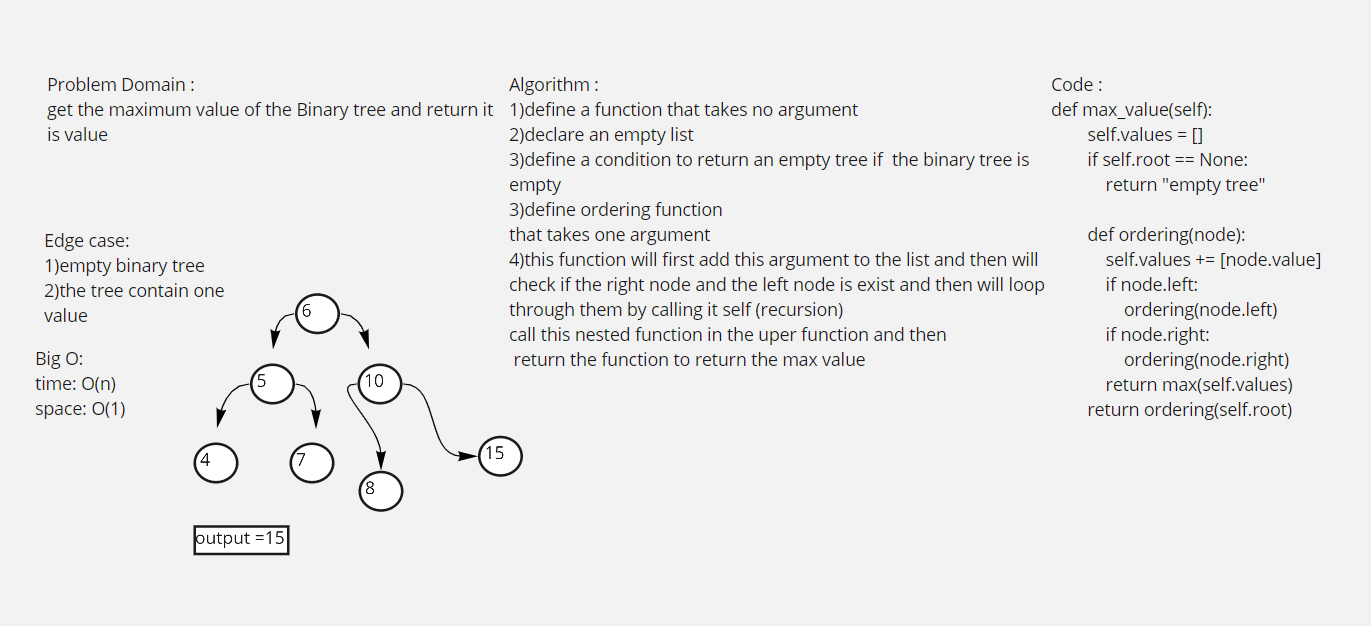 Problem Domain :
get the maximum value of the Binary tree and return it
is value
Edge case:
1)empty binary tree
2)the tree contain one
value
Big O:
time: O(n)
space: O(1)
6
5
10
4
7
8
15
output =15
Algorithm :
1)define a function that takes no argument
2)declare an empty list
3)define a condition to return an empty tree if  the binary tree is
empty
3)define ordering function
that takes one argument
4)this function will first add this argument to the list and then will
check if the right node and the left node is exist and then will loop
through them by calling it self (recursion)
call this nested function in the uper function and then
return the function to return the max value
Code :
def max_value(self):
self.values = []
if self.root == None:
return "empty tree"
def ordering(node):
self.values += [node.value]
if node.left:
ordering(node.left)
if node.right:
ordering(node.right)
return max(self.values)
return ordering(self.root)